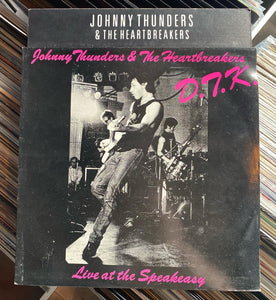 JOHNNY THUNDERS
& THE HEARTBREAKERS
Johnny Thunders & The Heartbreakers
D.T.K.
Live at the Speakeasy